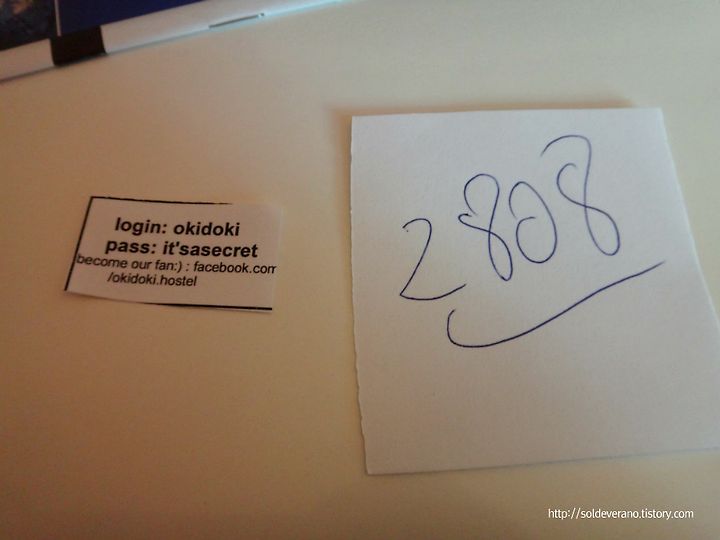 login: okidoki
pass: it'sasecret
become our fan:) : facebook.com
/okidoki.hostel
2808
http://soldeverano.tistory.com